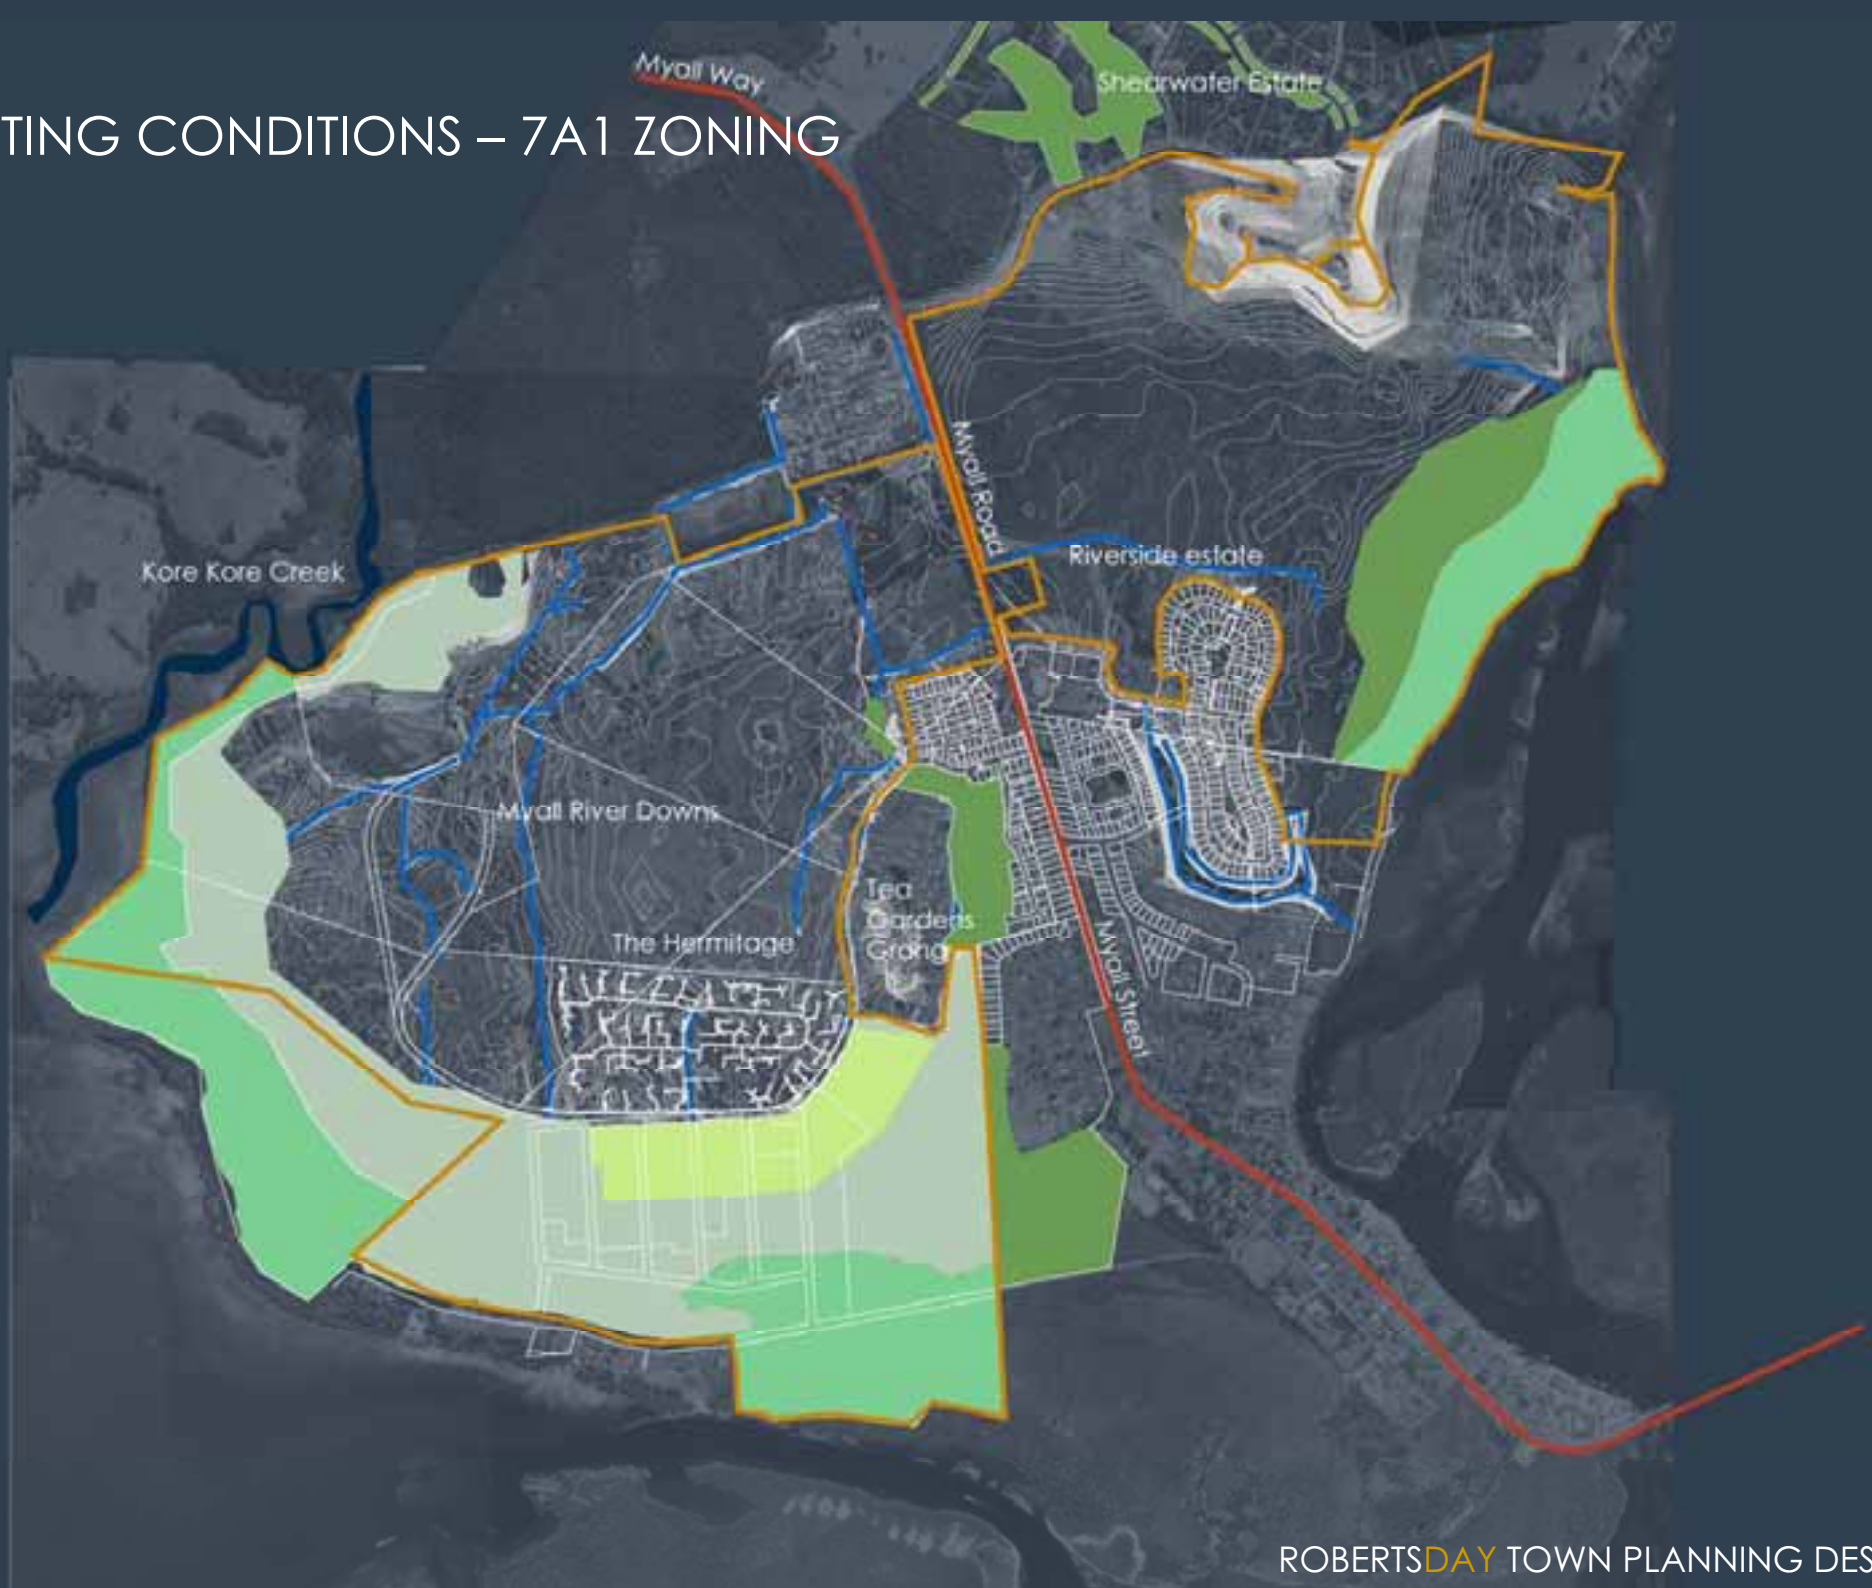 Myall Way
Shearwater Estate
TING CONDITIONS – 7A1 ZONING
Myall Road
Riverside estate
Kore Kore Creek
Myall River Downs
Tea
Gardens
Grang
The Hermitage
Myall Street
ROBERTSDAY TOWN PLANNING DES